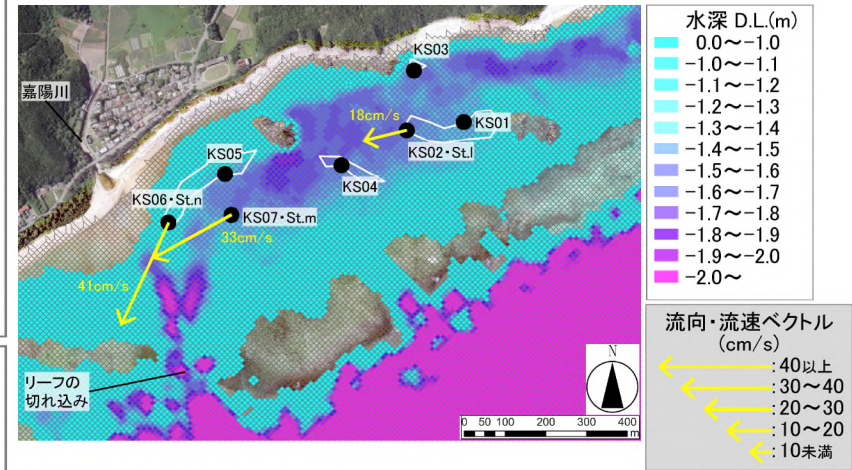 嘉陽川
KS03
18cm/s
KS01
KS02・St.l
KS05
KS04
KS06・St.n
KS07・St.m
33cm/s
41cm/s
リーフの
切れ込み
N
0 50 100 200 300 400
m
水深 D.L.(m)
0.0～-1.0
-1.0～-1.1
-1.1～-1.2
-1.2～-1.3
-1.3～-1.4
-1.4～-1.5
-1.5～-1.6
-1.6～-1.7
-1.7～-1.8
-1.8～-1.9
-1.9～-2.0
-2.0～
流向・流速ベクトル
(cm/s)
:40以上
:30～40
:20～30
:10～20
:10未満